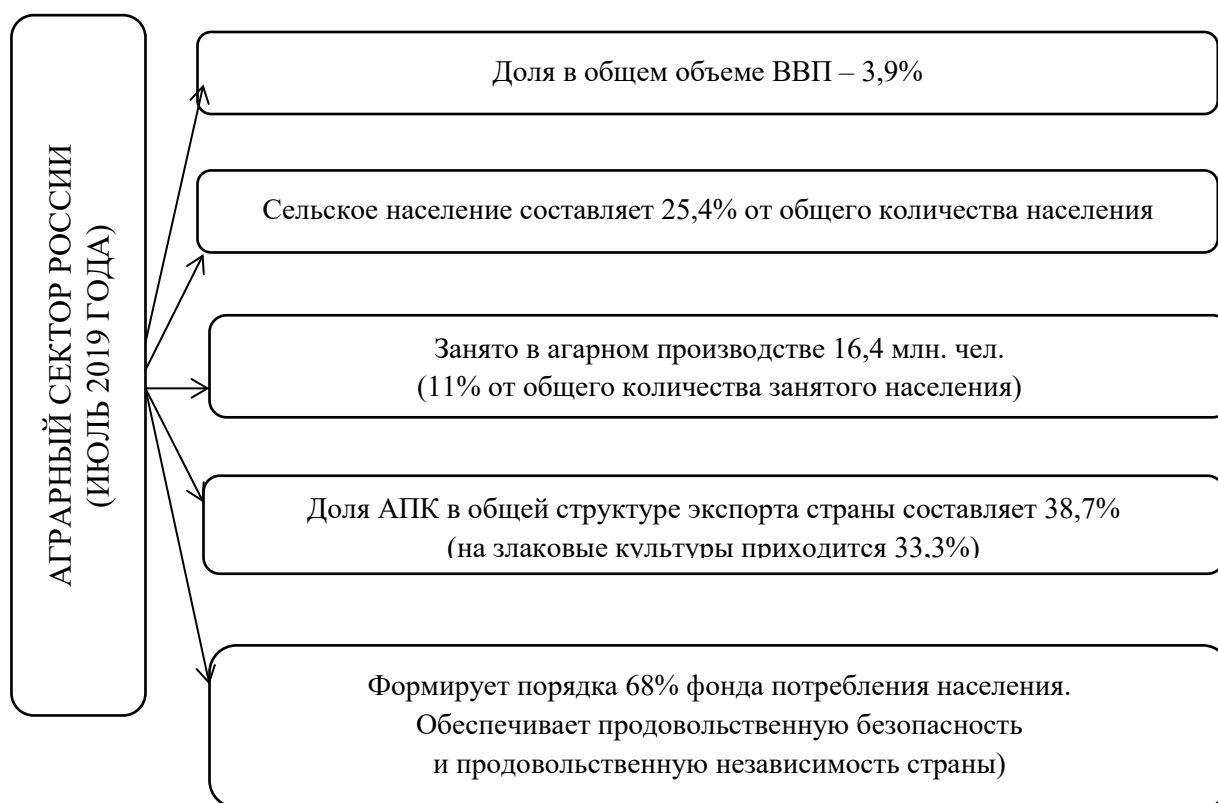 АГРАРНЫЙ СЕКТОР РОССИИ
(ИЮЛЬ 2019 ГОДА)
Доля в общем объеме ВВП – 3,9%
Сельское население составляет 25,4% от общего количества населения
Занято в агарном производстве 16,4 млн. чел.
(11% от общего количества занятого населения)
Доля АПК в общей структуре экспорта страны составляет 38,7%
(на злаковые культуры приходится 33,3%)
Формирует порядка 68% фонда потребления населения.
Обеспечивает продовольственную безопасность
и продовольственную независимость страны)